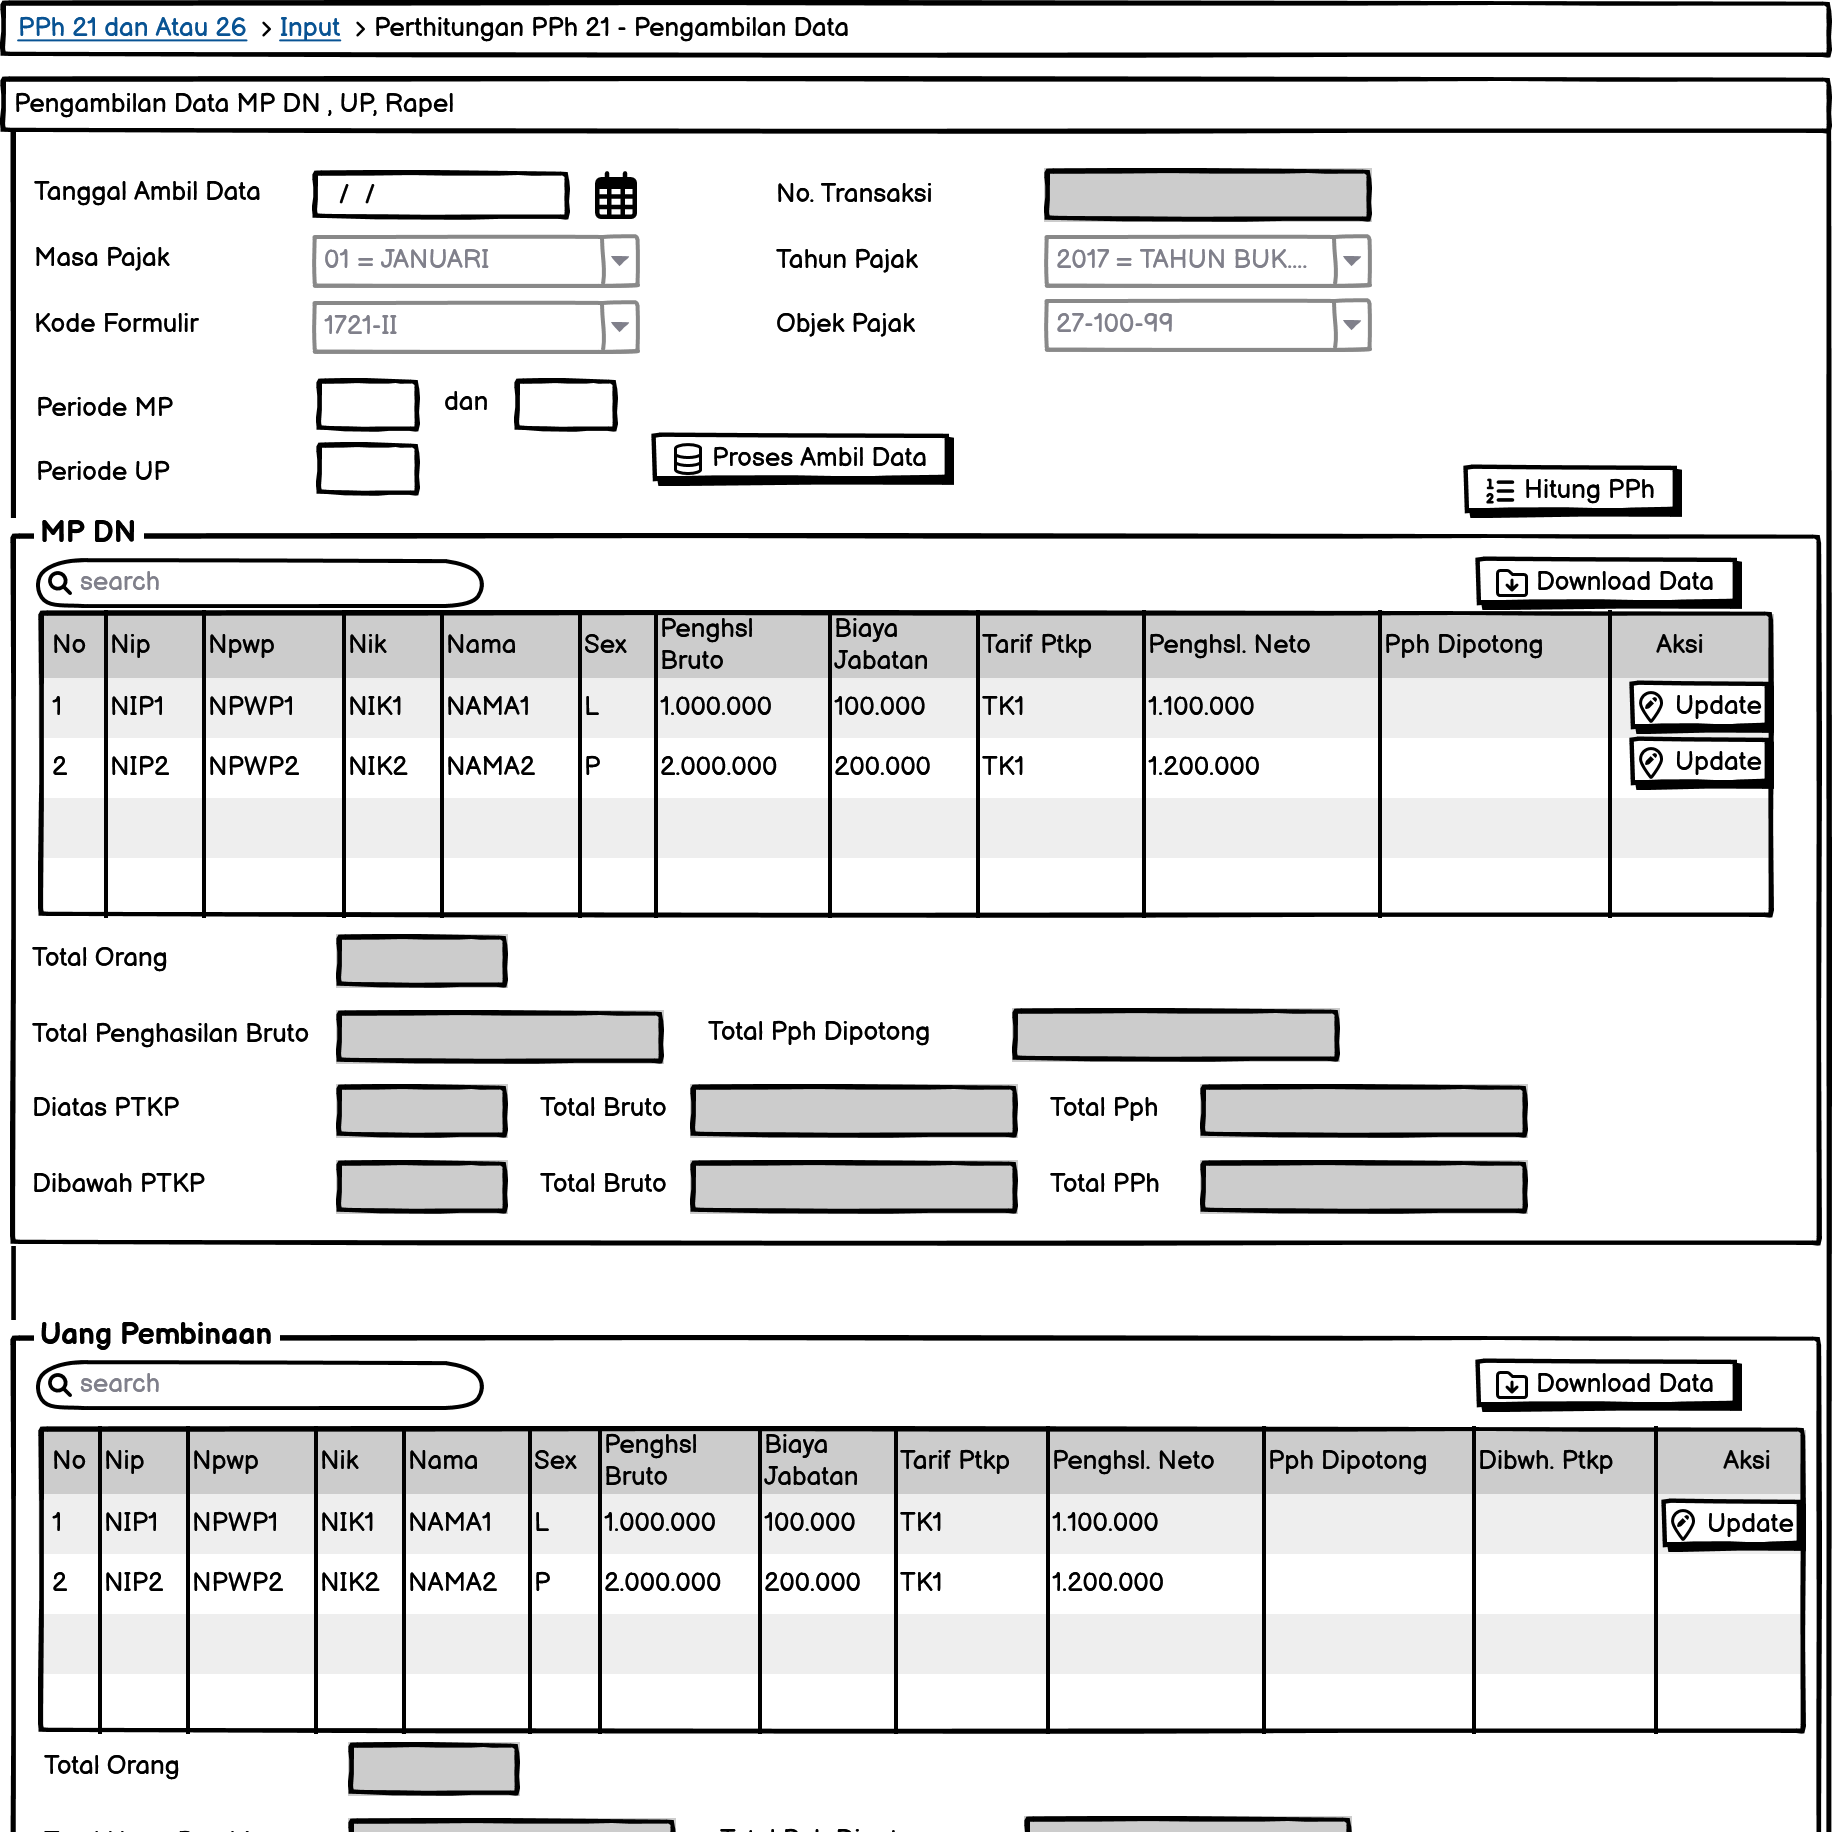 PPh 21 dan Atau 26 > Input > Perthitungan PPh 21 - Pengambilan Data
Pengambilan Data MP DN , UP, Rapel
Tanggal Ambil Data / / No. Transaksi
Masa Pajak 01 = JANUARI Tahun Pajak 2017 = TAHUN BUK....
Kode Formulir 1721-II Objek Pajak 27-100-99
Periode MP dan
Proses Ambil Data
Periode UP
Hitung PPh
MP DN
search Download Data
No Nip Npwp Nik Nama Sex Penghsl Bruto Biaya Jabatan Tarif Ptkp Penghsl. Neto Pph Dipotong Aksi
1 NIP1 NPWP1 NIK1 NAMA1 L 1.000.000 100.000 TK1 1.100.000 Update
2 NIP2 NPWP2 NIK2 NAMA2 P 2.000.000 200.000 TK1 1.200.000 Update
Total Orang
Total Penghasilan Bruto Total Pph Dipotong
Diatas PTKP Total Bruto Total Pph
Dibawah PTKP Total Bruto Total PPh
Uang Pembinaan
search Download Data
No Nip Npwp Nik Nama Sex Penghsl Bruto Biaya Jabatan Tarif Ptkp Penghsl. Neto Pph Dipotong Dibwh. Ptkp Aksi
1 NIP1 NPWP1 NIK1 NAMA1 L 1.000.000 100.000 TK1 1.100.000 Update
2 NIP2 NPWP2 NIK2 NAMA2 P 2.000.000 200.000 TK1 1.200.000
Total Orang